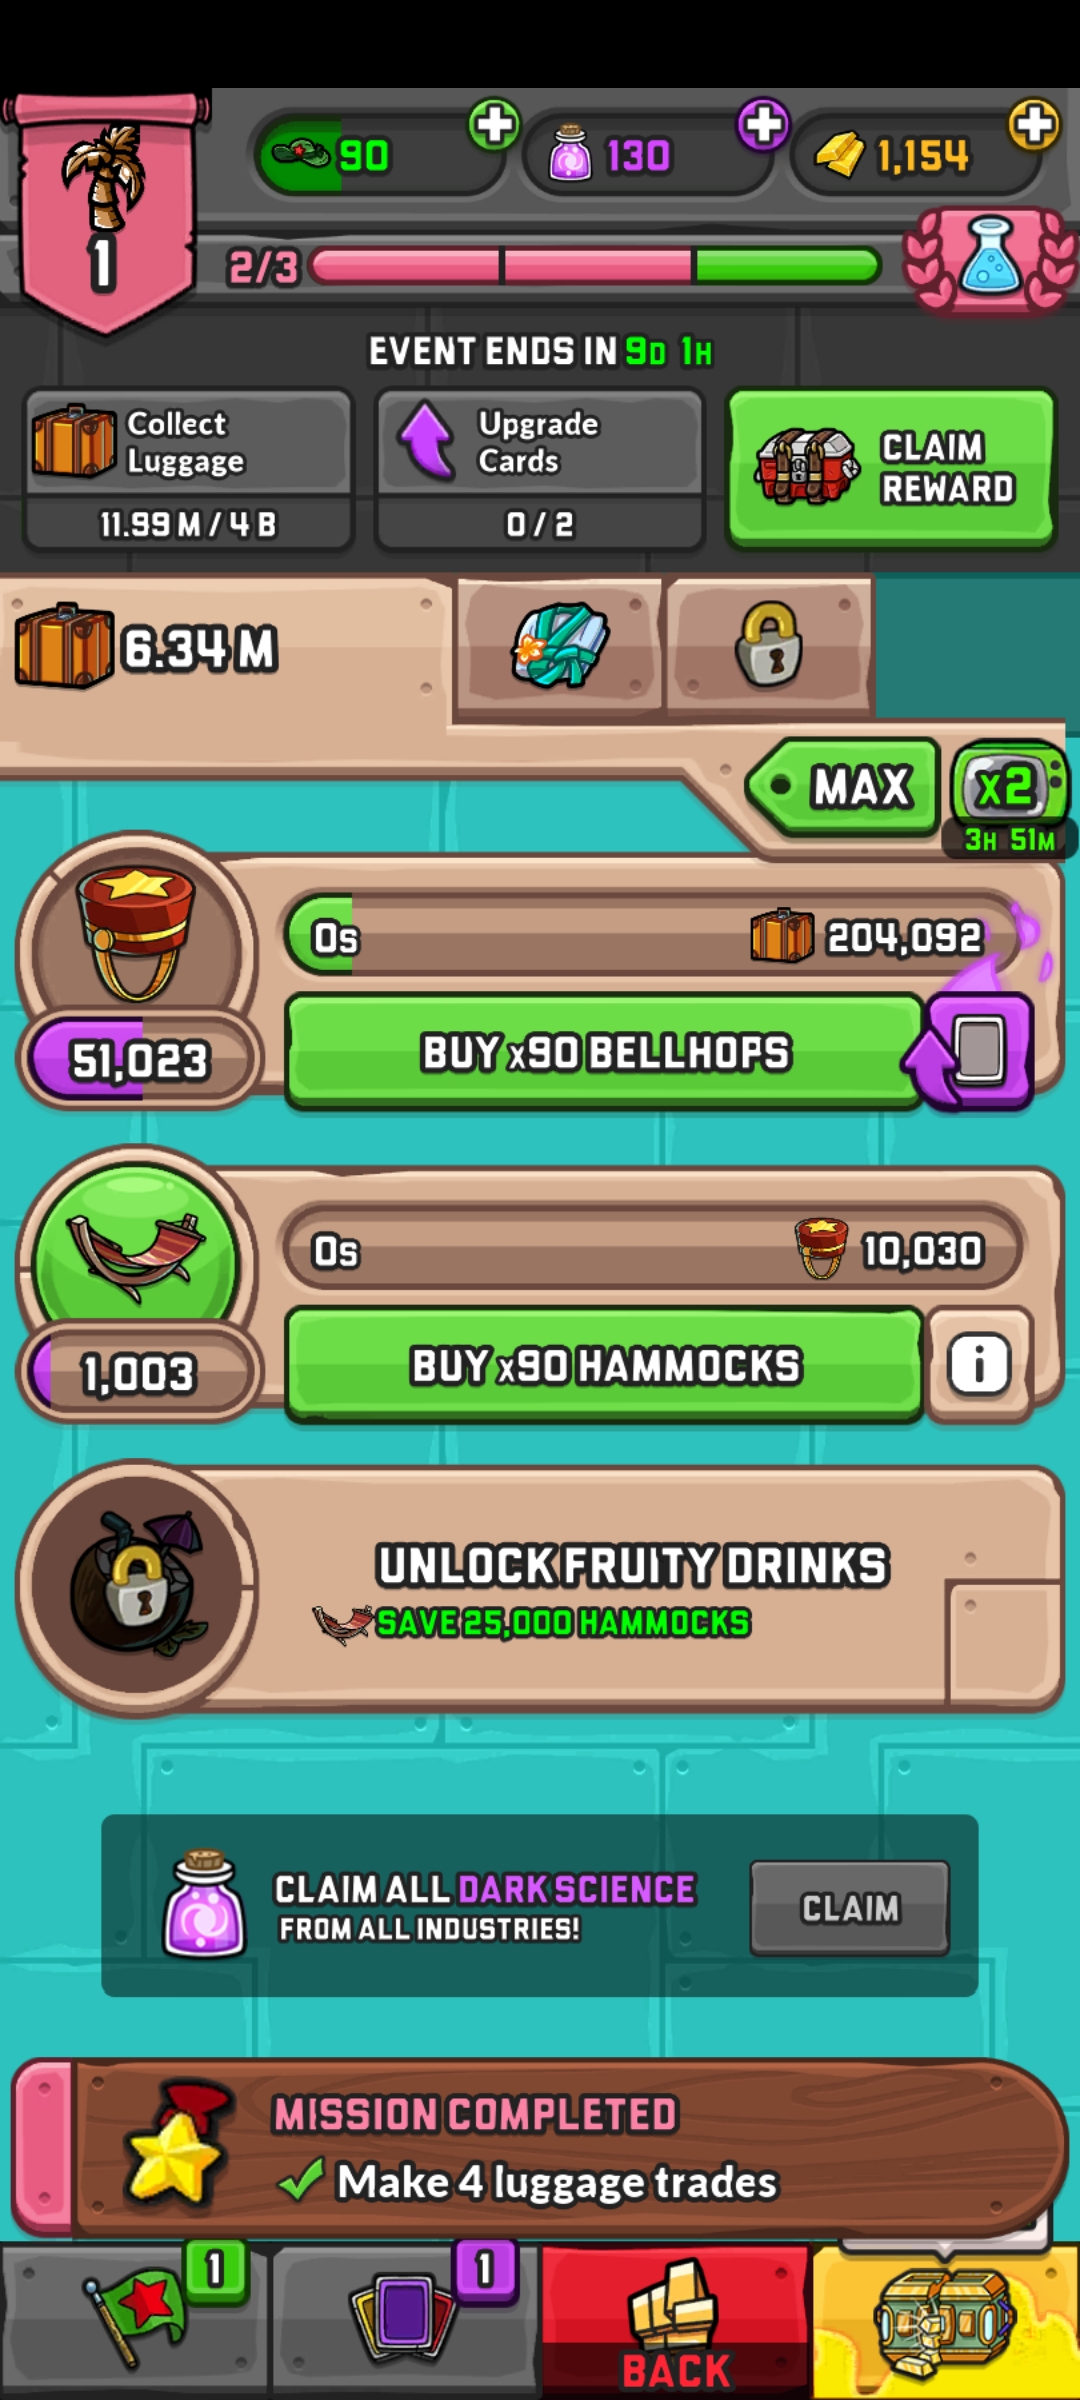 90
130
1,154
1
2/3
EVENT ENDS IN 9D 1H
Collect
Luggage
11.99 M / 4 B
Upgrade
Cards
0 / 2
CLAIM
REWARD
6.34 M
MAX
x2
3H 51M
0s
204,092
51,023
BUY x90 BELLHOPS
0s
10,030
1,003
BUY x90 HAMMOCKS
i
UNLOCK FRUITY DRINKS
SAVE 25,000 HAMMOCKS
CLAIM ALL DARK SCIENCE
FROM ALL INDUSTRIES!
CLAIM
MISSION COMPLETED
Make 4 luggage trades
1
1
BACK